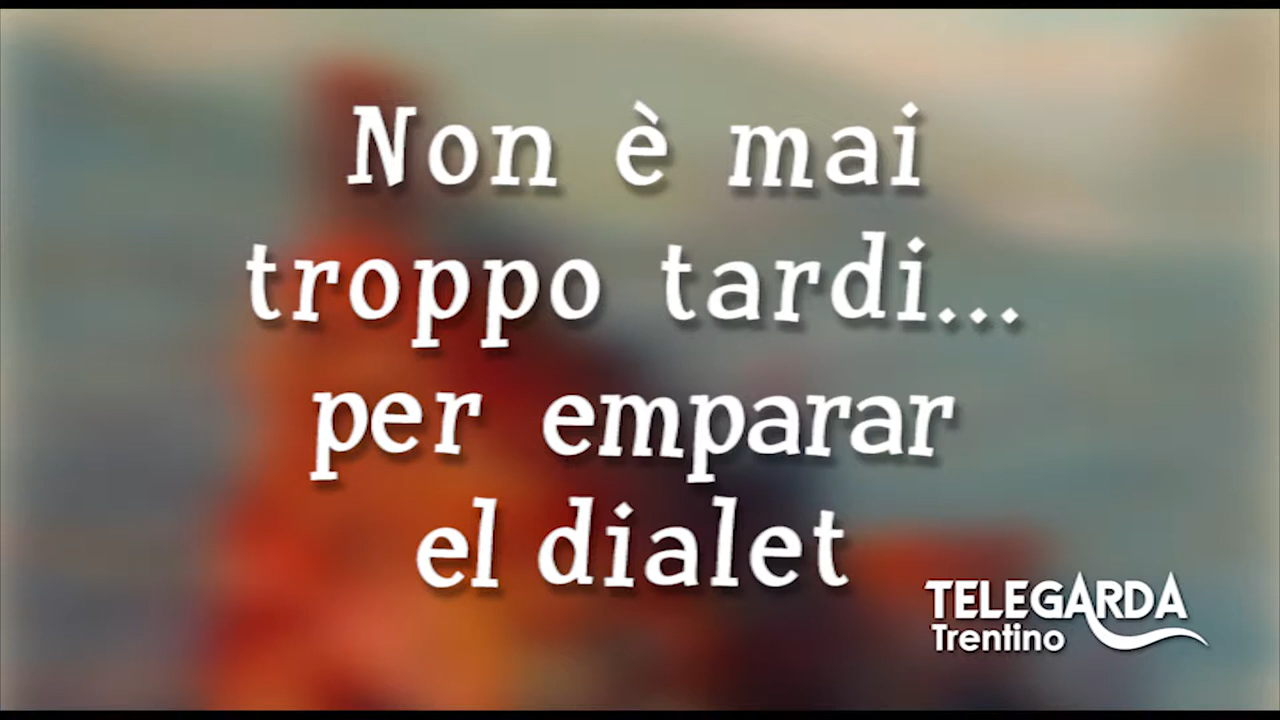 Non è mai
troppo tardi...
per emparar
el dialet
TELEGARDA
Trentino